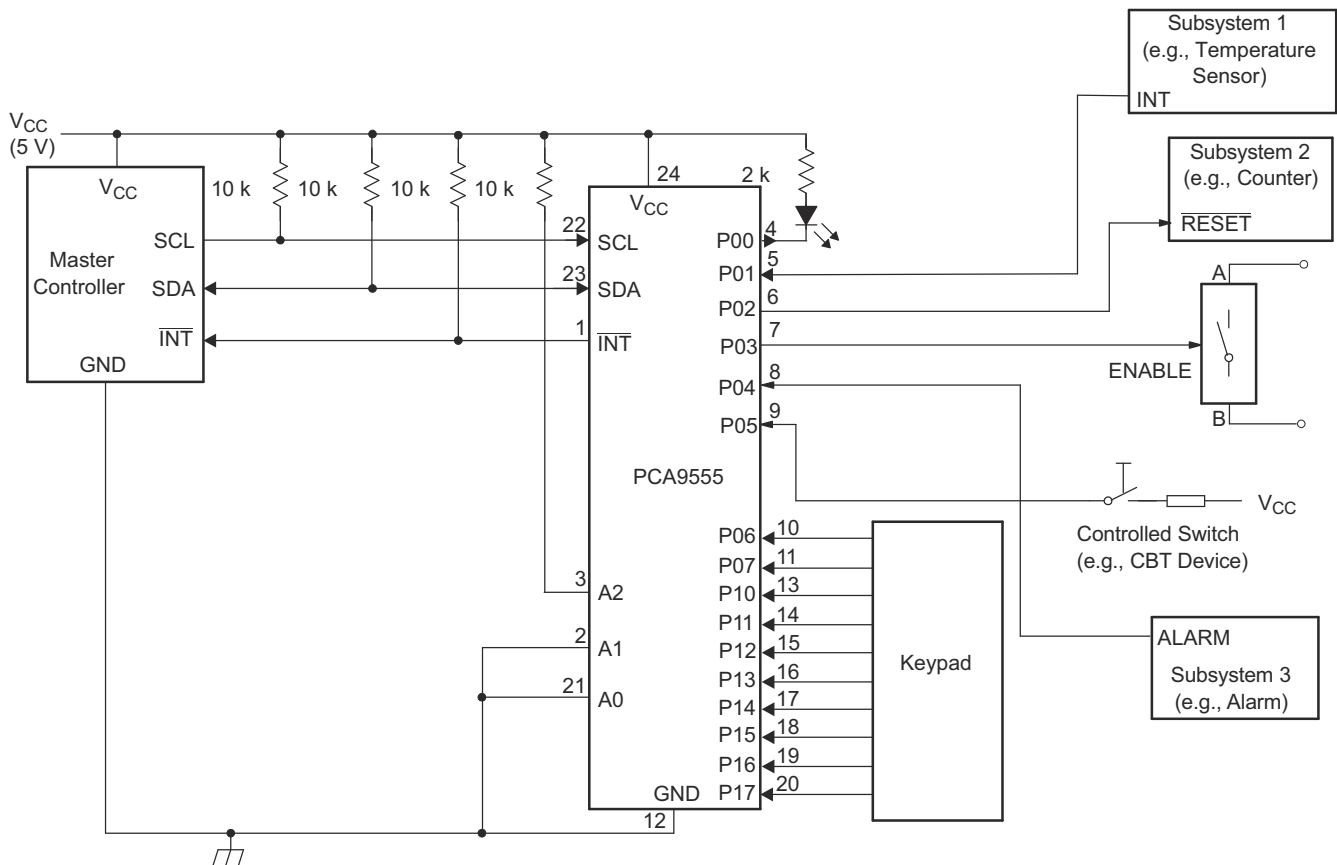 Subsystem 1
(e.g., Temperature
Sensor)
INT
VCC
(5 V)
Subsystem 2
(e.g., Counter)
RESET
VCC
10 k
10 k
10 k
10 k
24
VCC
2 k
Master
Controller
SCL
SDA
INT
GND
22
SCL
23
SDA
1
INT
3
A2
2
A1
21
A0
PCA9555
GND
12
P00
4
P01
5
P02
6
P03
7
P04
8
P05
9
P06
10
P07
11
P10
13
P11
14
P12
15
P13
16
P14
17
P15
18
P16
19
P17
20
A
ENABLE
B
VCC
Controlled Switch
(e.g., CBT Device)
Keypad
ALARM
Subsystem 3
(e.g., Alarm)